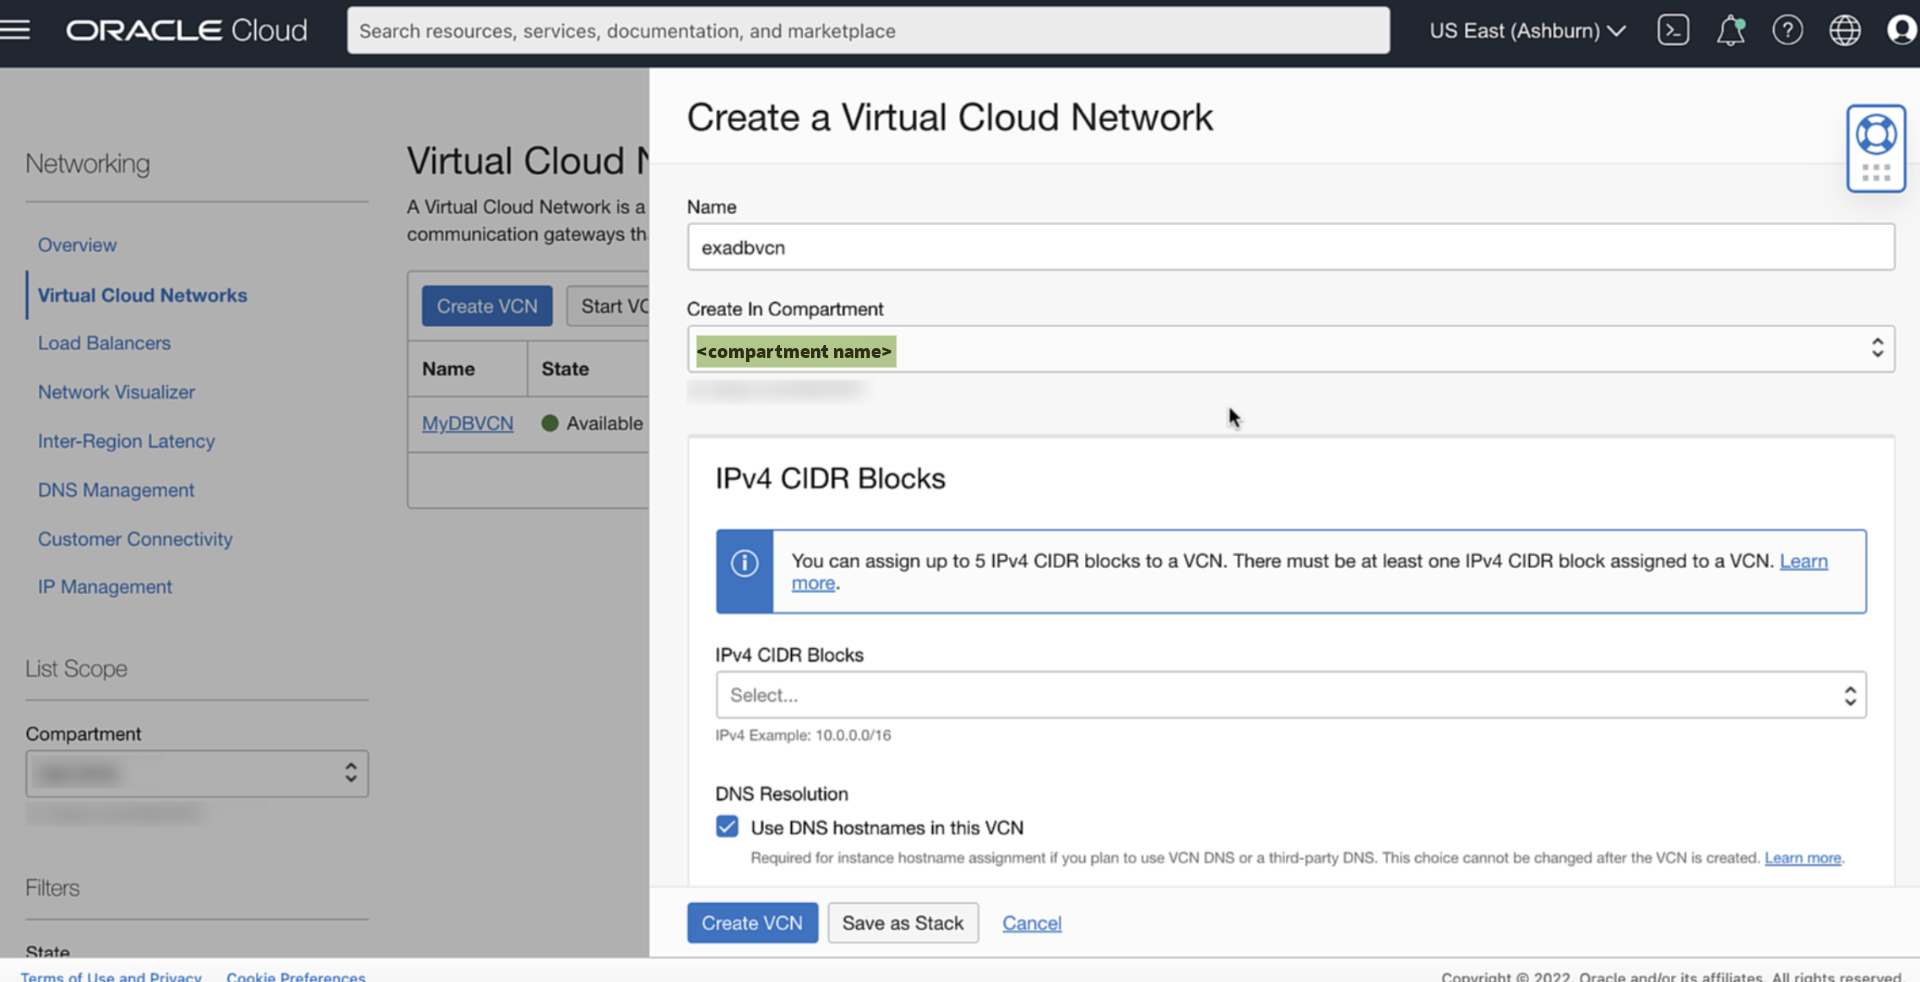 ORACLE Cloud
Search resources, services, documentation, and marketplace
US East (Ashburn)
Networking
Overview
Virtual Cloud Networks
Load Balancers
Network Visualizer
Inter-Region Latency
DNS Management
Customer Connectivity
IP Management
List Scope
Compartment
Filters
State
Virtual Cloud N
A Virtual Cloud Network is a
communication gateways th
Create VCN
Start VC
Name State
MyDBVCN Available
Create a Virtual Cloud Network
Name
exadbvcn
Create In Compartment
<compartment name>
IPv4 CIDR Blocks
You can assign up to 5 IPv4 CIDR blocks to a VCN. There must be at least one IPv4 CIDR block assigned to a VCN. Learn
more.
IPv4 CIDR Blocks
Select...
IPv4 Example: 10.0.0.0/16
DNS Resolution
Use DNS hostnames in this VCN
Required for instance hostname assignment if you plan to use VCN DNS or a third-party DNS. This choice cannot be changed after the VCN is created. Learn more.
Create VCN
Save as Stack
Cancel
Terms of Use and Privacy
Cookie Preferences
Copyright © 2022, Oracle and/or its affiliates. All rights reserved.